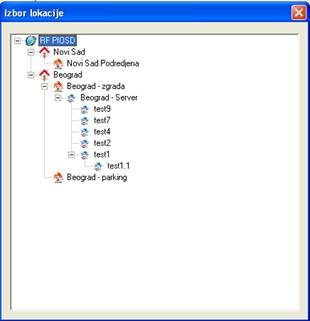 Izbor lokacije
RF PIOSD
Novi Sad
Novi Sad Podredjena
Beograd
Beograd - zgrada
Beograd - Server
test9
test7
test4
test2
test1
test1.1
Beograd - parking